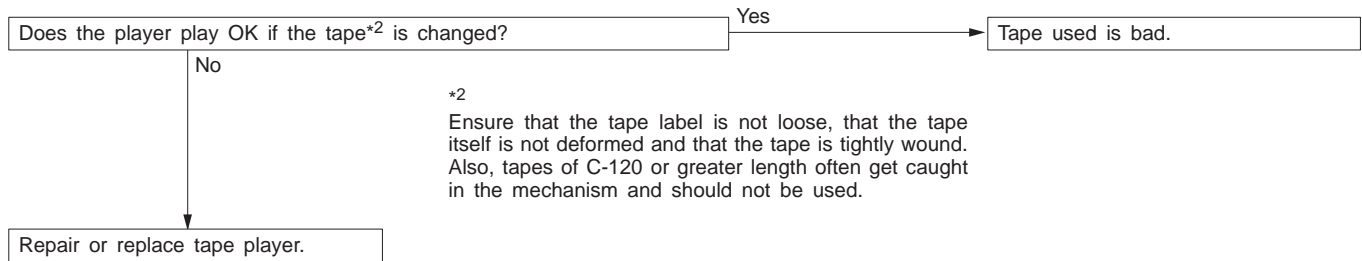 Does the player play OK if the tape*2 is changed?
Yes
Tape used is bad.
No
*2
Ensure that the tape label is not loose, that the tape
itself is not deformed and that the tape is tightly wound.
Also, tapes of C-120 or greater length often get caught
in the mechanism and should not be used.
Repair or replace tape player.